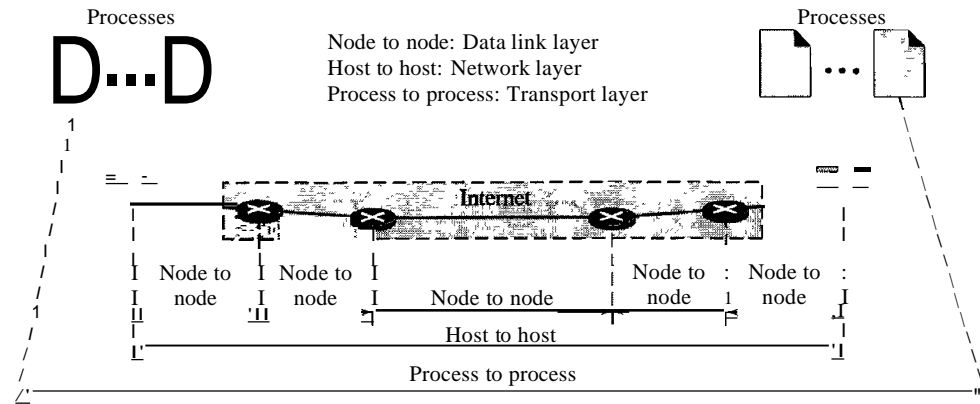 Processes
Processes
D...D
Node to node: Data link layer
Host to host: Network layer
Process to process: Transport layer
Internet
Node to
node
Node to
node
Node to node
Node to
node
Node to
node
Host to host
Process to process